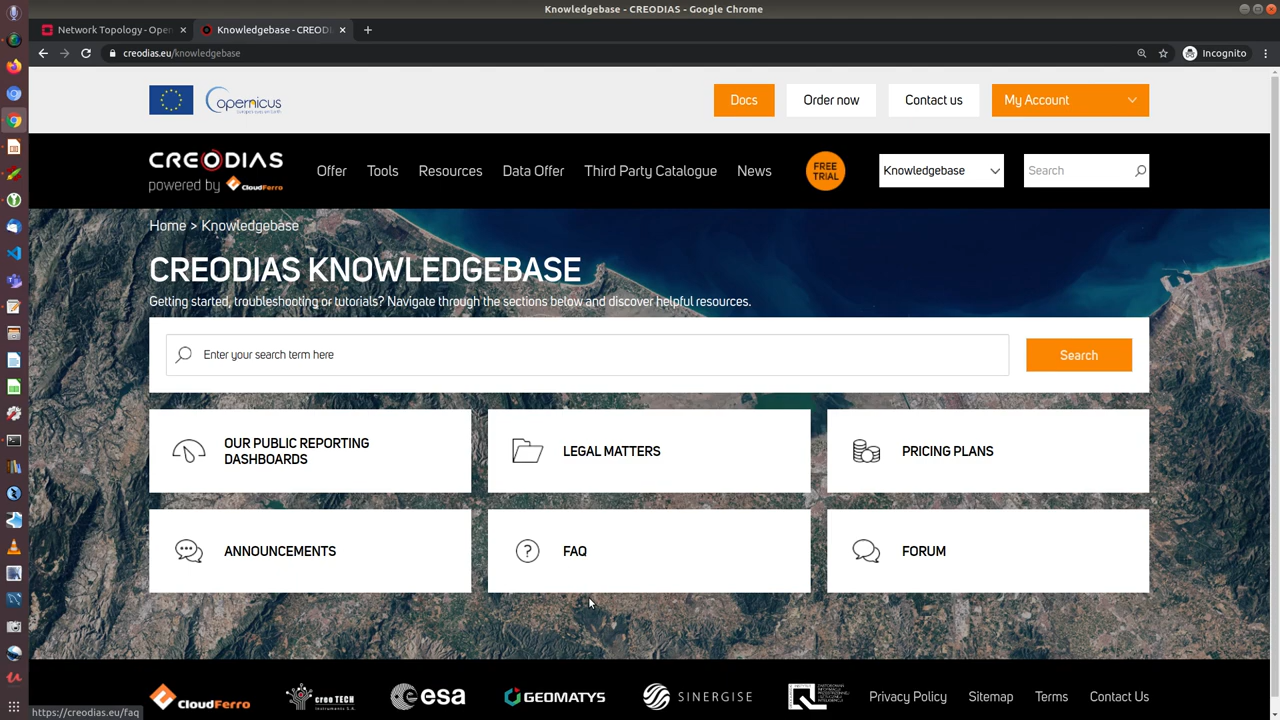 Knowledgebase - CREODIAS - Google Chrome
Network Topology - Open
Knowledgebase - CREODI
creodias.eu/knowledgebase
Incognito
Copernicus
Docs
Order now
Contact us
My Account
CREODIAS
powered by CloudFerro
Offer
Tools
Resources
Data Offer
Third Party Catalogue
News
FREE
TRIAL
Knowledgebase
Search
Home > Knowledgebase
CREODIAS KNOWLEDGEBASE
Getting started, troubleshooting or tutorials? Navigate through the sections below and discover helpful resources.
Enter your search term here
Search
OUR PUBLIC REPORTING
DASHBOARDS
LEGAL MATTERS
PRICING PLANS
ANNOUNCEMENTS
FAQ
FORUM
CloudFerro
creoTECH
esa
GEOMATYS
SINERGISE
Privacy Policy
Sitemap
Terms
Contact Us
https://creodias.eu/faq